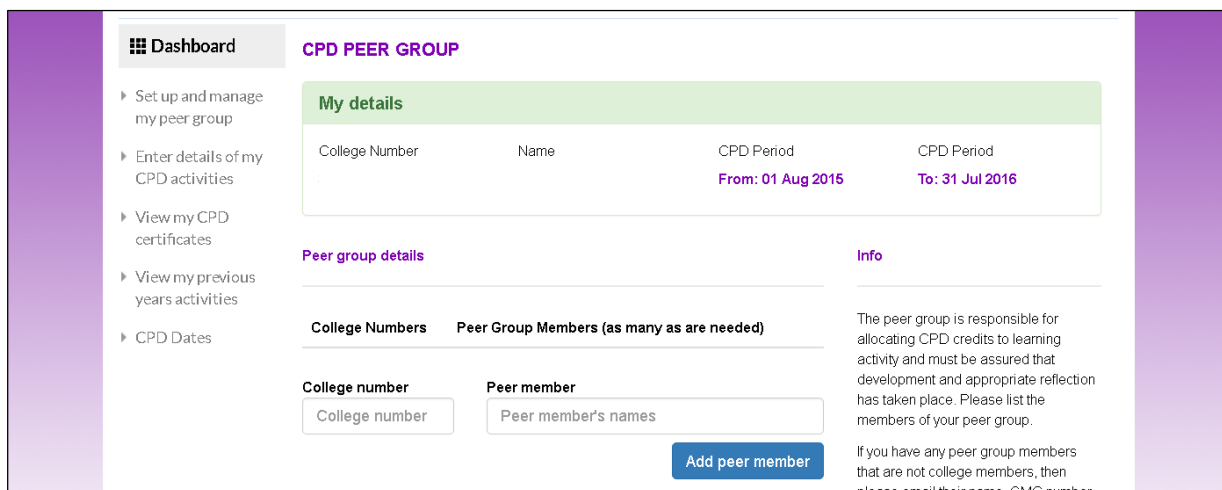 Dashboard
Set up and manage
my peer group
Enter details of my
CPD activities
View my CPD
certificates
View my previous
years activities
CPD Dates
CPD PEER GROUP
My details
College Number Name CPD Period CPD Period
From: 01 Aug 2015 To: 31 Jul 2016
Peer group details
College Numbers Peer Group Members (as many as are needed)
College number Peer member
College number Peer member's names
Add peer member
Info
The peer group is responsible for
allocating CPD credits to learning
activity and must be assured that
development and appropriate reflection
has taken place. Please list the
members of your peer group.
If you have any peer group members
that are not college members, then
please email their name, GMC number